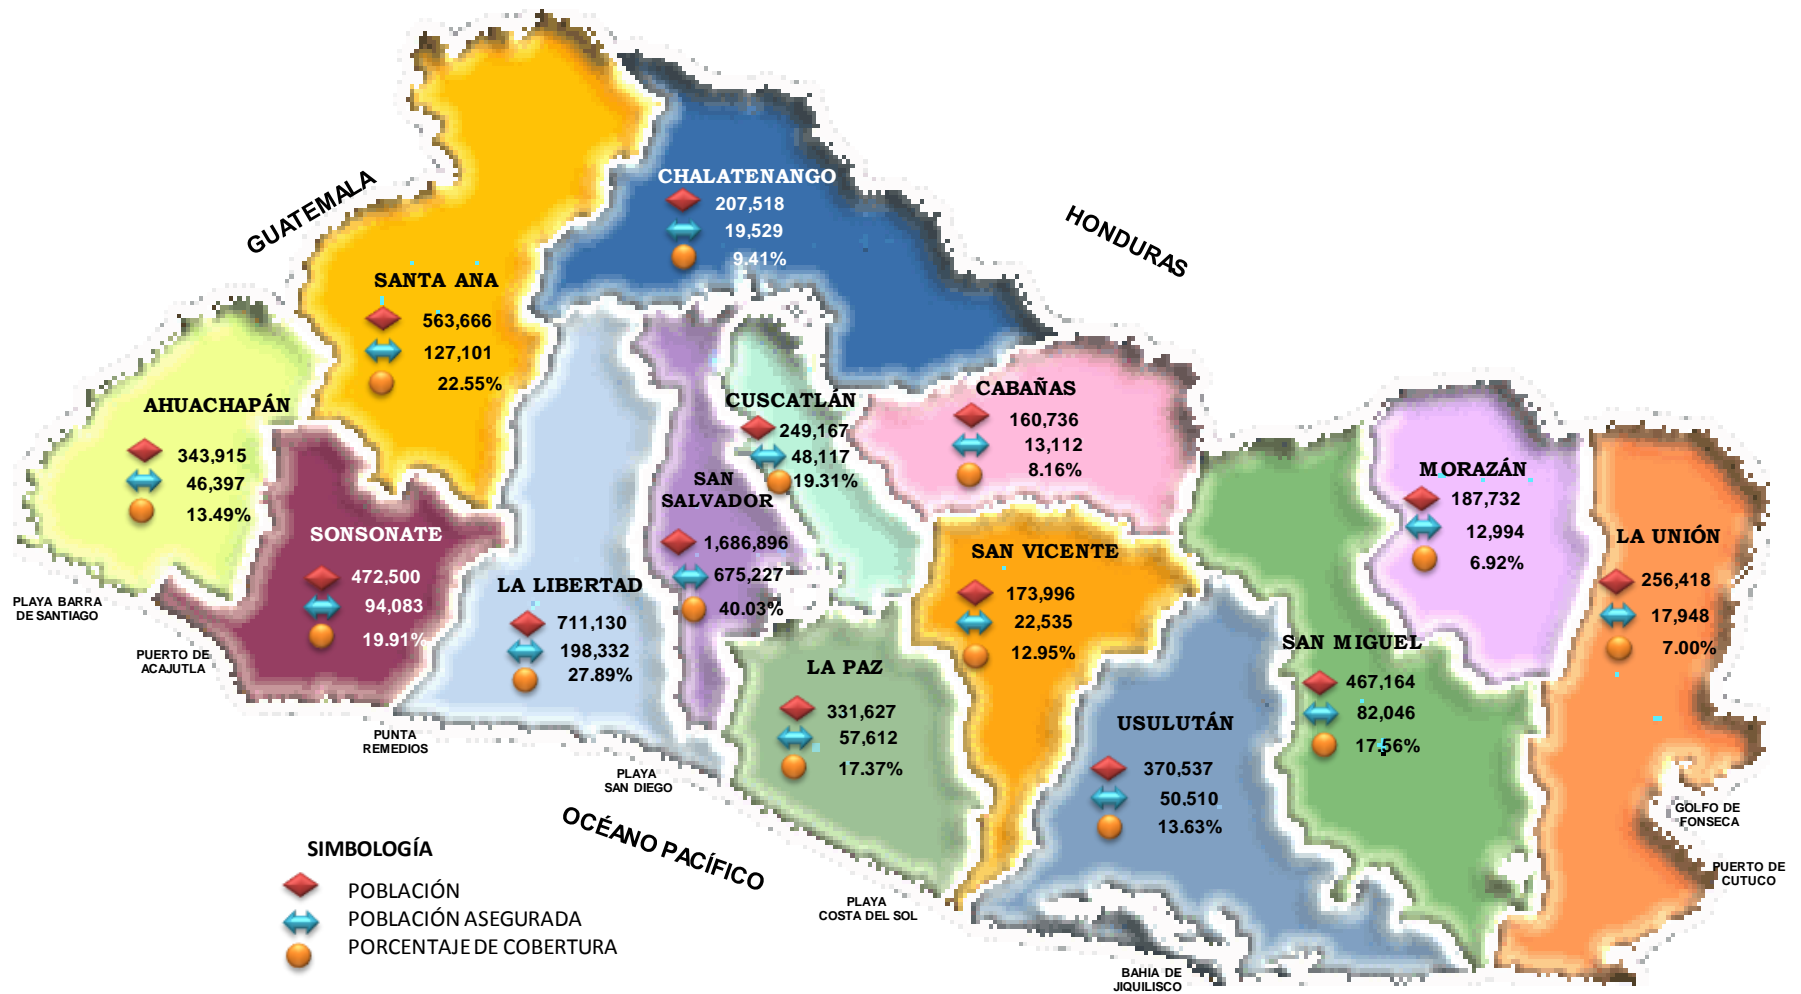 GUATEMALA
HONDURAS
CHALATENANGO
207,518
19,529
9.41%
SANTA ANA
563,666
127,101
22.55%
AHUACHAPÁN
343,915
46,397
13.49%
SONSONATE
472,500
94,083
19.91%
LA LIBERTAD
711,130
198,332
27.89%
SAN
SALVADOR
1,686,896
675,227
40.03%
CUSCATLÁN
249,167
48,117
19.31%
CABAÑAS
160,736
13,112
8.16%
SAN VICENTE
173,996
22,535
12.95%
LA PAZ
331,627
57,612
17.37%
USULUTÁN
370,537
50,510
13.63%
SAN MIGUEL
467,164
82,046
17.56%
MORAZÁN
187,732
12,994
6.92%
LA UNIÓN
256,418
17,948
7.00%
PLAYA BARRA
DE SANTIAGO
PUERTO DE
ACAJUTLA
PUNTA
REMEDIOS
PLAYA
SAN DIEGO
OCÉANO PACÍFICO
PLAYA
COSTA DEL SOL
BAHIA DE
JIQUILISCO
GOLFO DE
FONSECA
PUERTO DE
CUTUCO
SIMBOLOGÍA
POBLACIÓN
POBLACIÓN ASEGURADA
PORCENTAJE DE COBERTURA